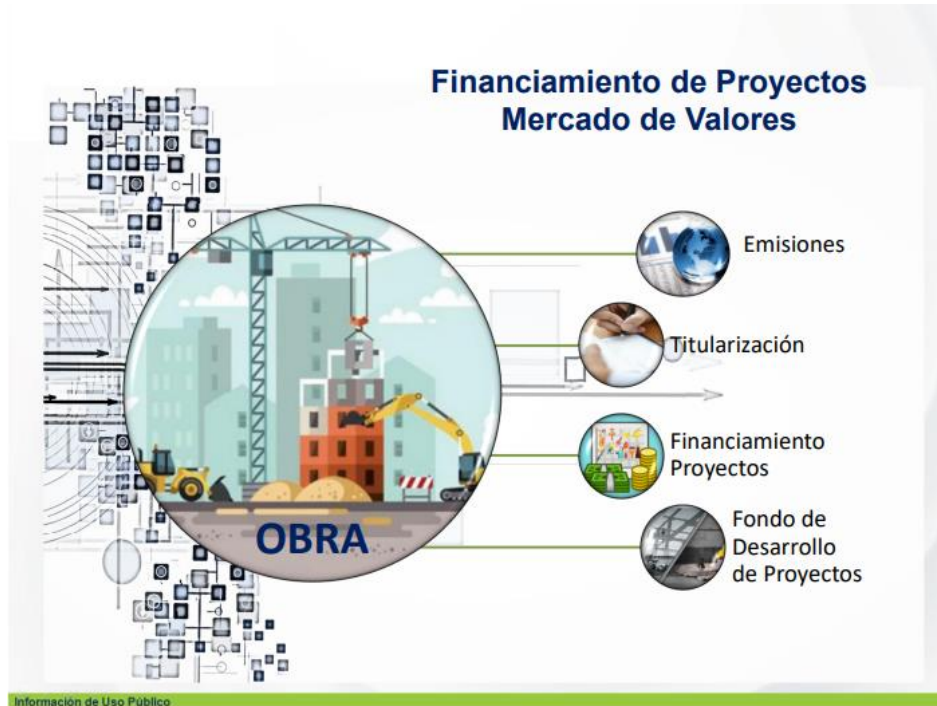 Financiamiento de Proyectos
Mercado de Valores
Emisiones
Titularización
Financiamiento
Proyectos
Fondo de
Desarrollo
de Proyectos
OBRA
Información de Uso Público